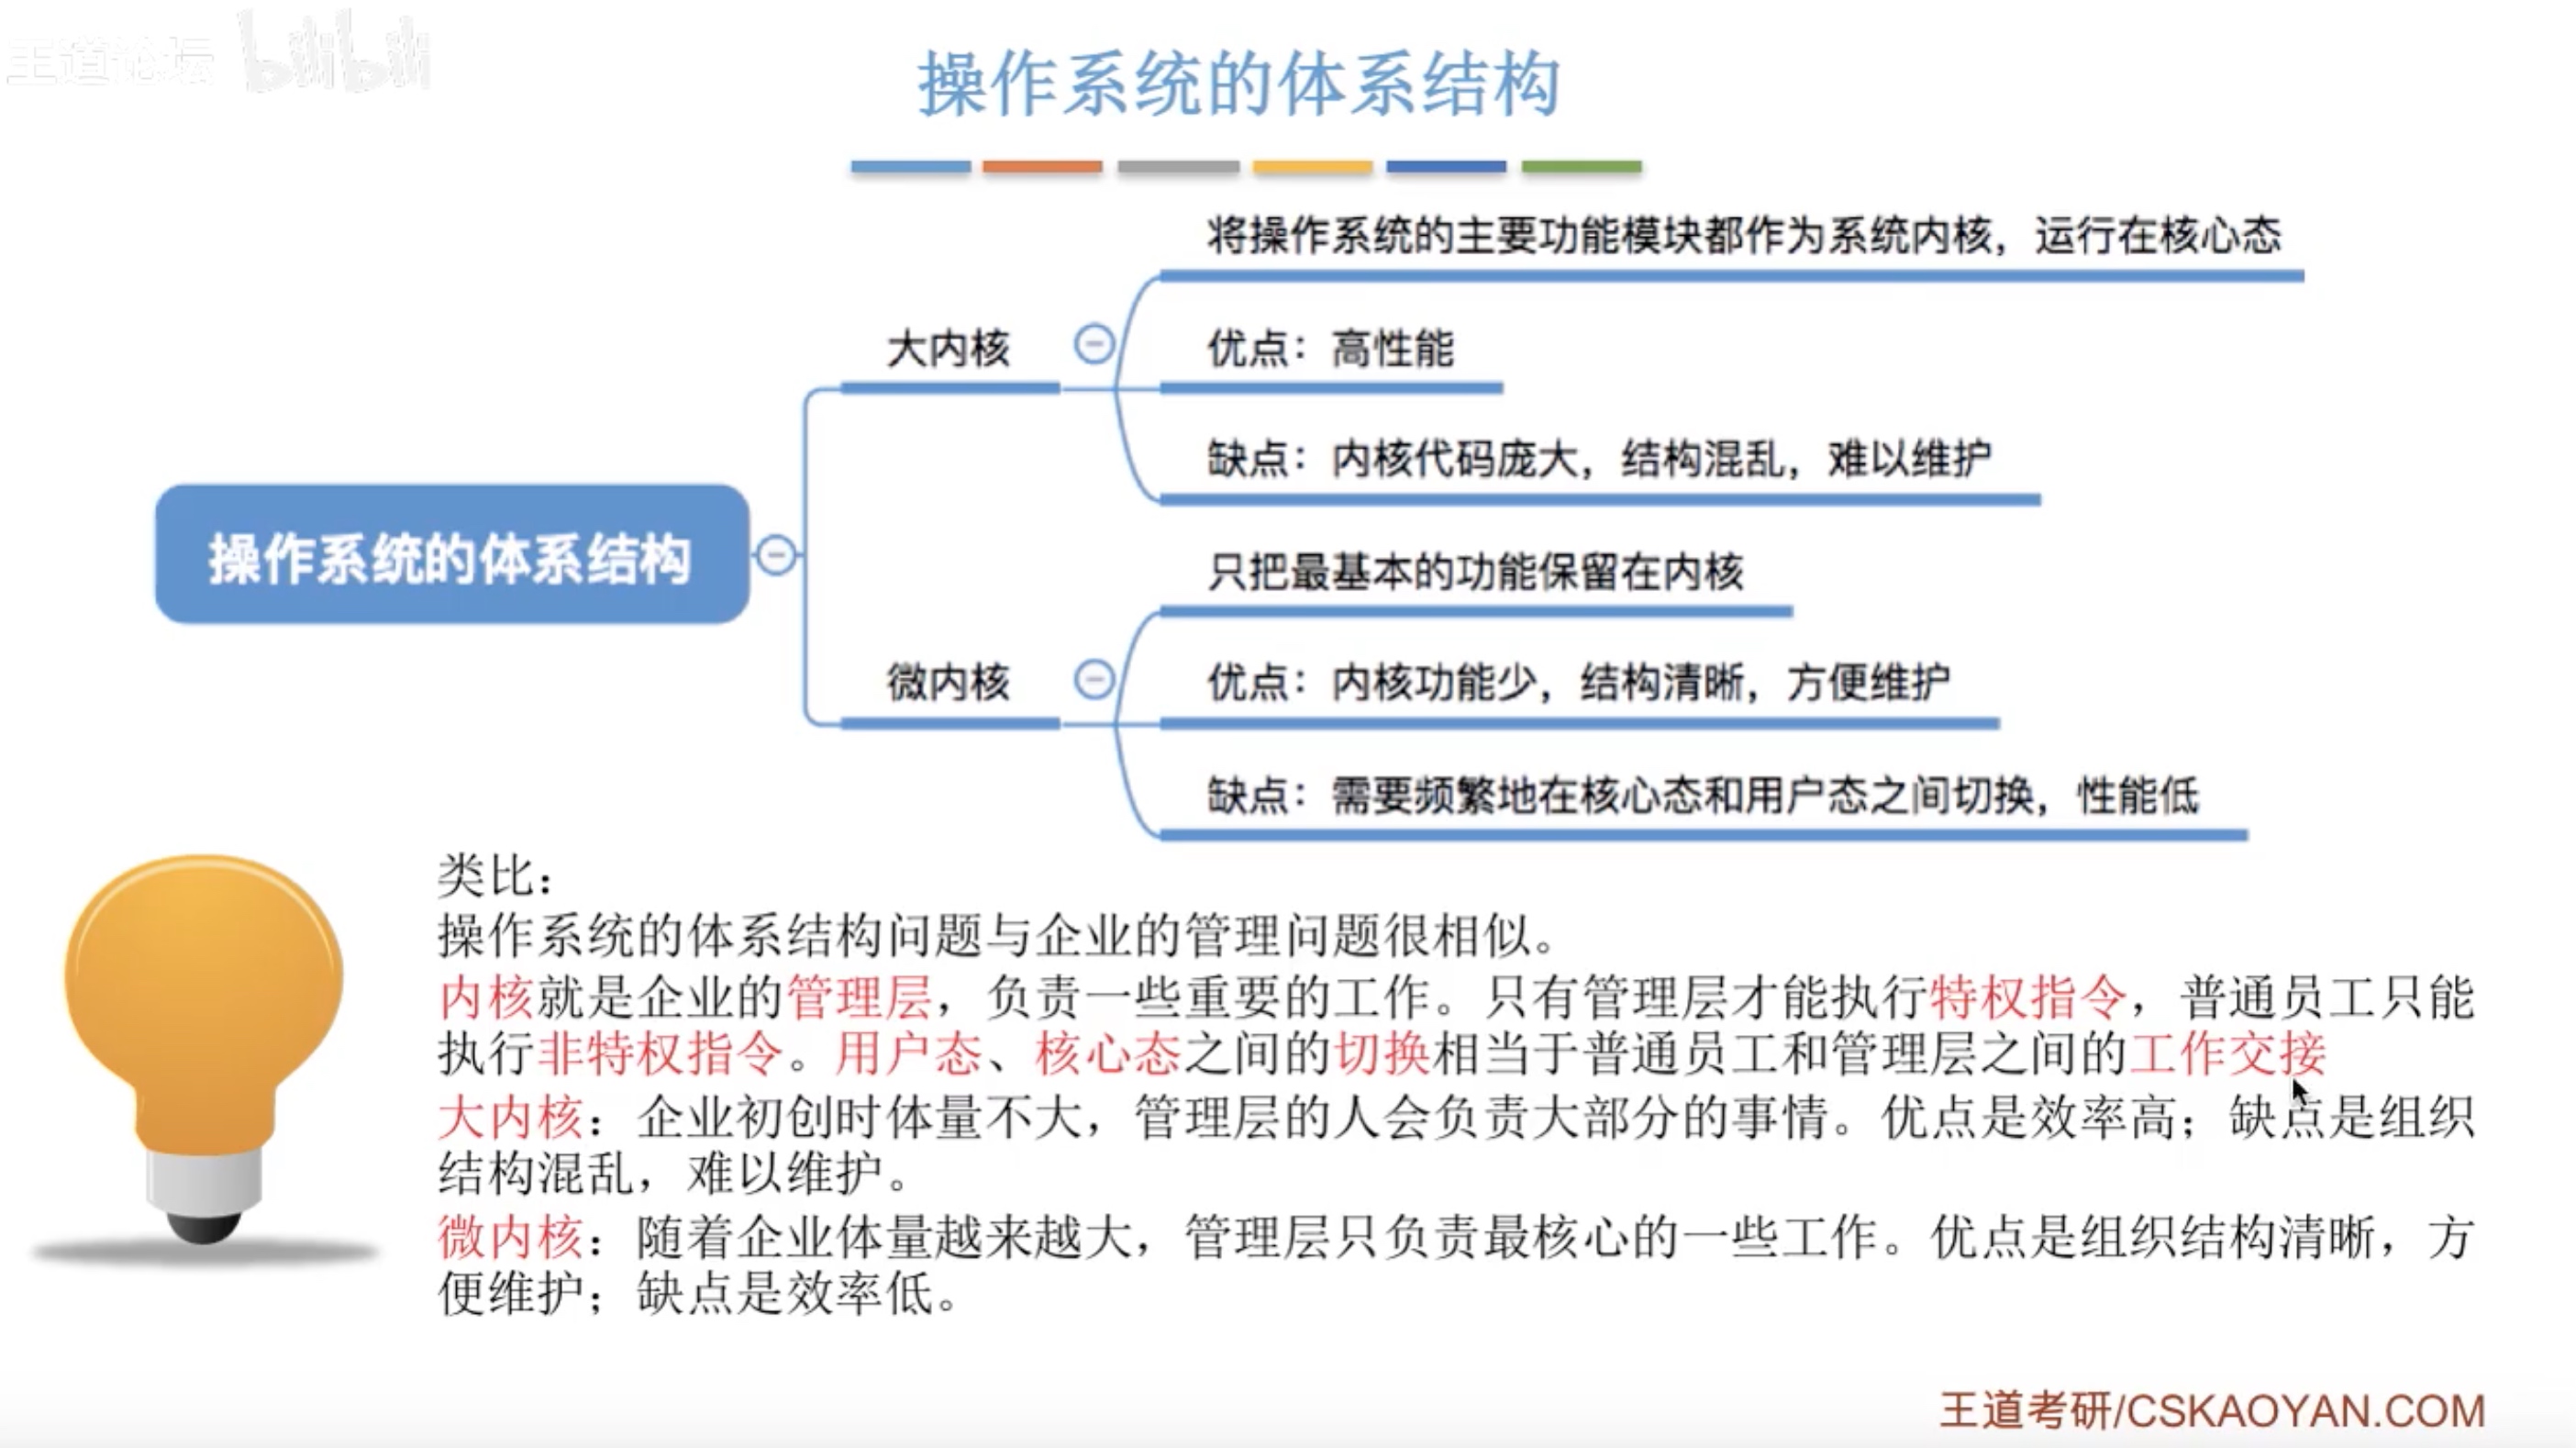 王道论坛 bilibili
操作系统的体系结构
将操作系统的主要功能模块都作为系统内核，运行在核心态
大内核
优点：高性能
缺点：内核代码庞大，结构混乱，难以维护
操作系统的体系结构
只把最基本的功能保留在内核
微内核
优点：内核功能少，结构清晰，方便维护
缺点：需要频繁地在核心态和用户态之间切换，性能低
类比：
操作系统的体系结构问题与企业的管理问题很相似。
内核就是企业的管理层，负责一些重要的工作。只有管理层才能执行特权指令，普通员工只能
执行非特权指令。用户态、核心态之间的切换相当于普通员工和管理层之间的工作交接
大内核：企业初创时体量不大，管理层的人会负责大部分的事情。优点是效率高；缺点是组织
结构混乱，难以维护。
微内核：随着企业体量越来越大，管理层只负责最核心的一些工作。优点是组织结构清晰，方
便维护；缺点是效率低。
王道考研/CSKAOYAN.COM